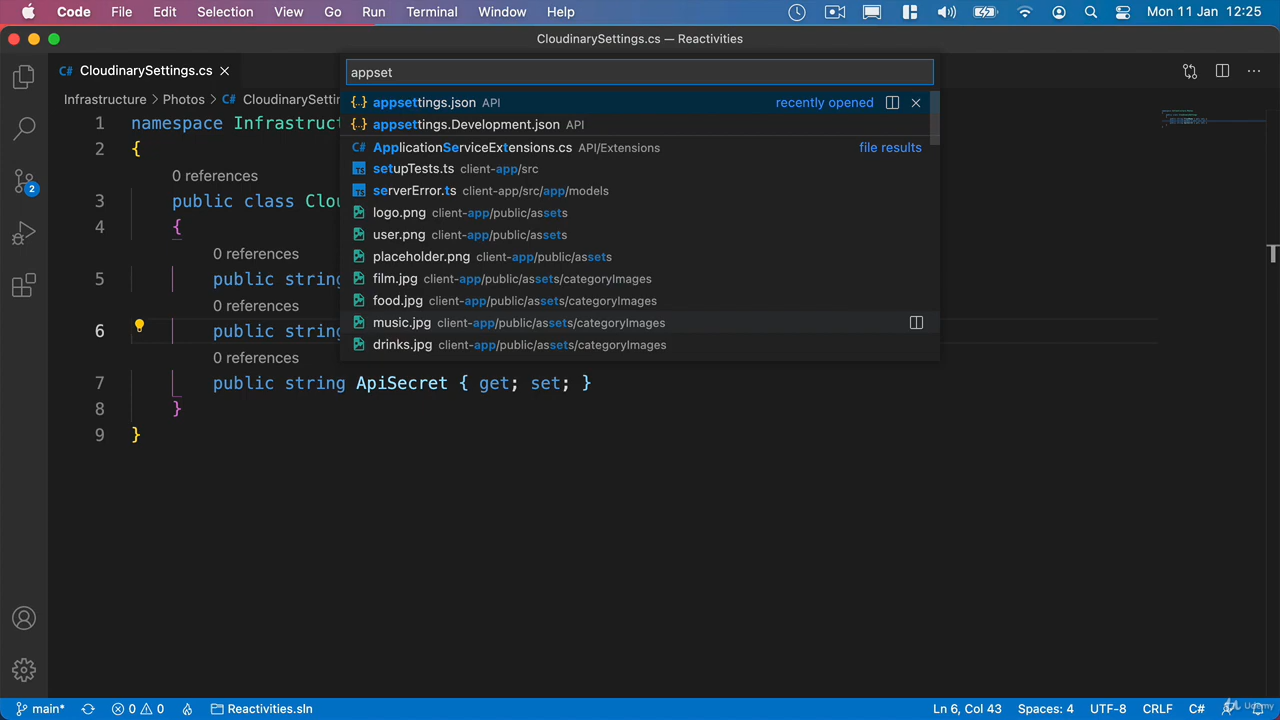 Code File Edit Selection View Go Run Terminal Window Help Mon 11 Jan 12:25
CloudinarySettings.cs — Reactivities
C# CloudinarySettings.cs
appset
{..} appsettings.json API recently opened
{..} appsettings.Development.json API
C# ApplicationServiceExtensions.cs API/Extensions file results
TS setupTests.ts client-app/src
TS serverError.ts client-app/src/app/models
logo.png client-app/public/assets
user.png client-app/public/assets
placeholder.png client-app/public/assets
film.jpg client-app/public/assets/categoryImages
food.jpg client-app/public/assets/categoryImages
music.jpg client-app/public/assets/categoryImages
drinks.jpg client-app/public/assets/categoryImages
Infrastructure > Photos > C# CloudinarySettin
1 namespace Infrastruct
2 {
0 references
3 public class Clou
4 {
0 references
5 public string
0 references
6 public string
0 references
7 public string ApiSecret { get; set; }
8 }
9 }
2
main* 0 0 Reactivities.sln Ln 6, Col 43 Spaces: 4 UTF-8 CRLF C#
Udemy